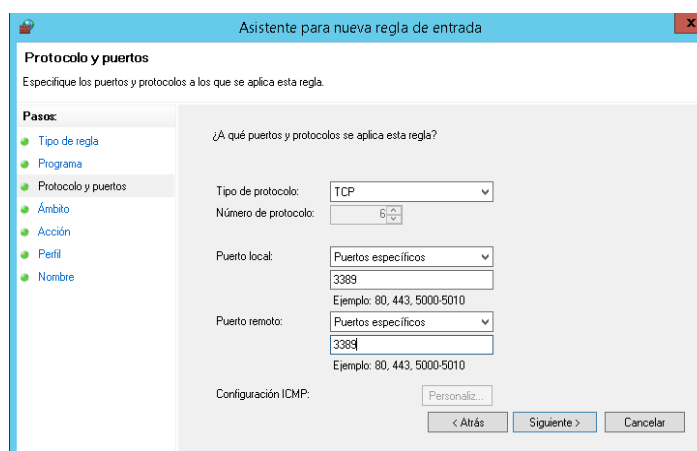 Asistente para nueva regla de entrada
x
Protocolo y puertos
Especifique los puertos y protocolos a los que se aplica esta regla.
Pasos:
Tipo de regla
Programa
Protocolo y puertos
Ámbito
Acción
Perfil
Nombre
¿A qué puertos y protocolos se aplica esta regla?
Tipo de protocolo: TCP
Número de protocolo: 6
Puerto local: Puertos específicos
3389
Ejemplo: 80, 443, 5000-5010
Puerto remoto: Puertos específicos
3389
Ejemplo: 80, 443, 5000-5010
Configuración ICMP: Personaliz...
< Atrás Siguiente > Cancelar